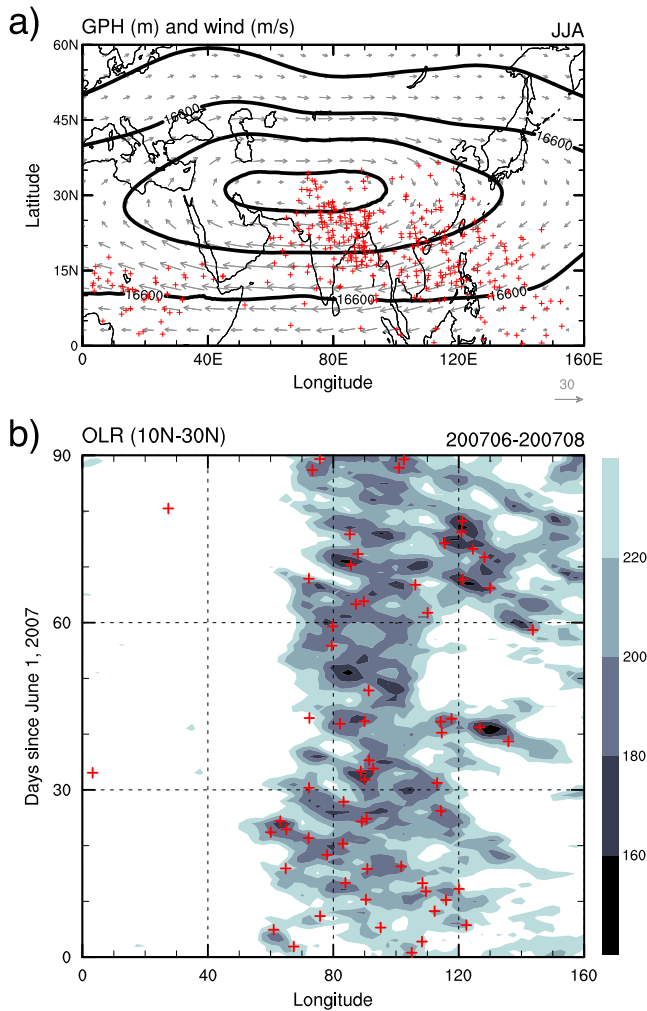 a)
GPH (m) and wind (m/s) JJA
60N
45N
30N
15N
0
Latitude
16600
16600
16600
16600
0 40E 80E 120E 160E
Longitude
30
b)
OLR (10N-30N) 200706-200708
90
60
30
0
Days since June 1, 2007
220
200
180
160
0 40 80 120 160
Longitude